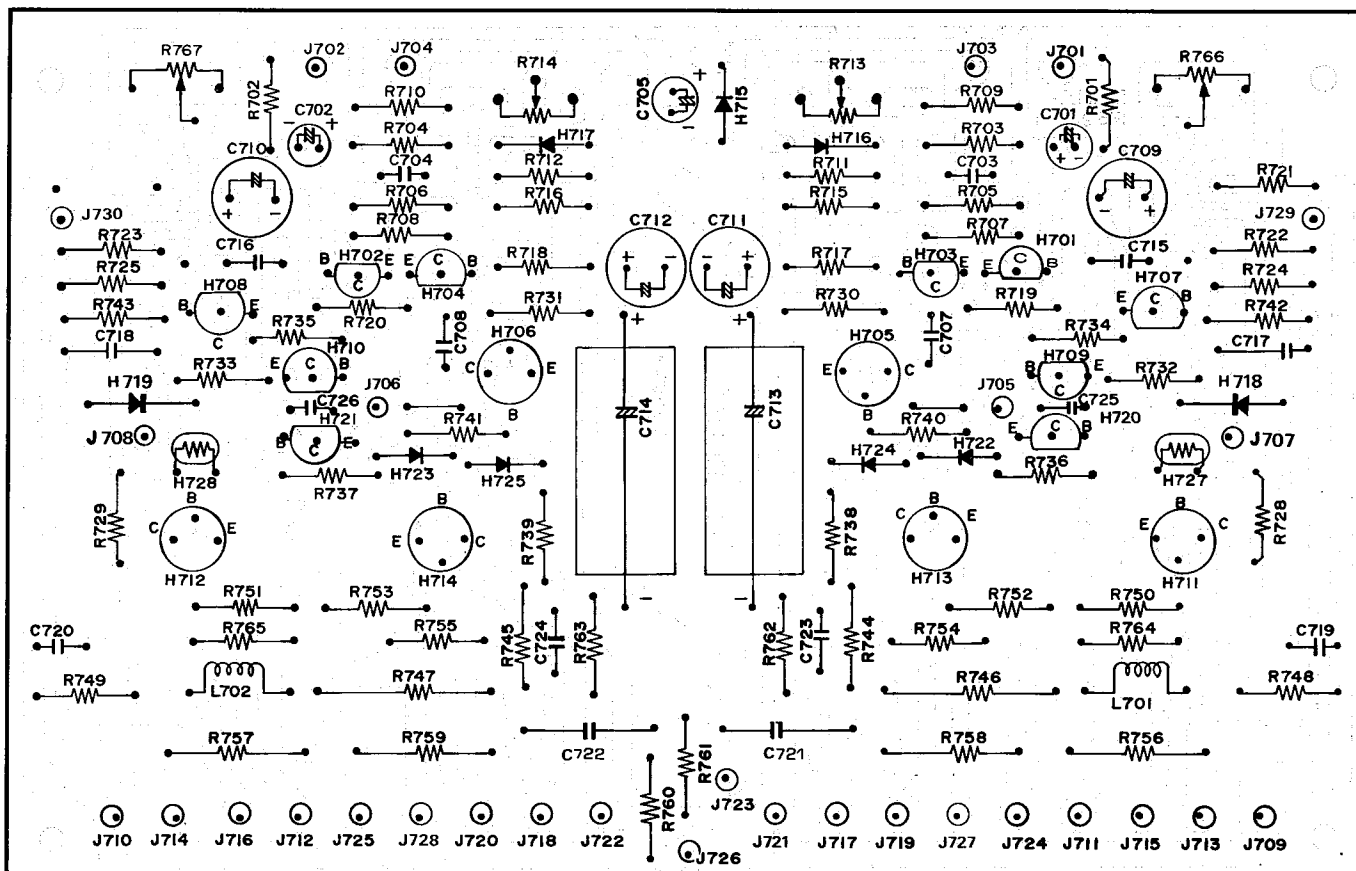 R767 J702 J704 R714 C705 + H715 R713 J703 J701 R766
R702 C702 - + R710 R709 R701 C701 + -
C710 R704 H717 - H716 R703 C709
C704 R712 R711 C703 R721
+ - R706 R716 R715 R705 - +
J730 R708 C712 C711 R707 J729
R723 C716 H702 + - - + H703 H701 C715 R722
R725 B E E B R718 R717 B E E B H707 R724
C C C
H708 H704 R719
R743 B E R720 R731 + + R730 E C B R742
C718 C R735 C708 H706 H705 C707 R734 C717
R733 H710 C E E C H709 R732
E C B B E
H719 C726 J706 B C714 C713 B J705 C725 H718
J708 H721 R741 R740 H720 J707
B C E E C B
H728 R737 H723 H725 H724 H722 R736 H727
R729 B B R739 R738 B B R728
C E E C C E E C
H712 H714 H713 H711
R751 R753 - - R752 R750
C720 R765 R755 R745 C724 R763 R762 C723 R744 R754 R764 C719
R749 L702 R747 R746 L701 R748
R757 R759 C722 R761 C721 R758 R756
R760 J723
J710 J714 J716 J712 J725 J728 J720 J718 J722 J726 J721 J717 J719 J727 J724 J711 J715 J713 J709